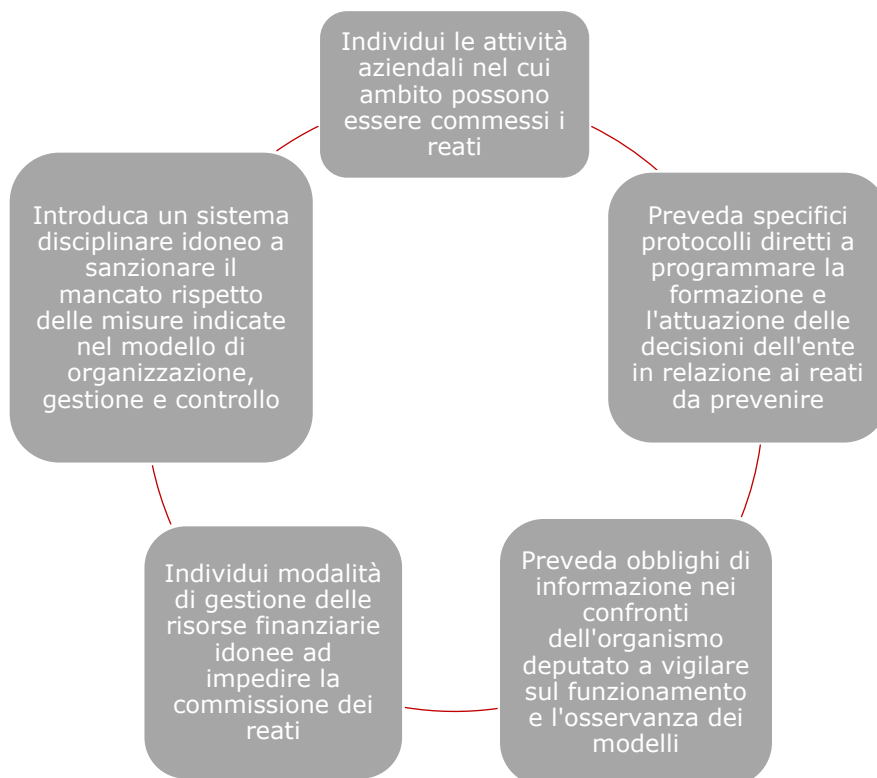 Individui le attività
aziendali nel cui
ambito possono
essere commessi i
reati
Preveda specifici
protocolli diretti a
programmare la
formazione e
l'attuazione delle
decisioni dell'ente
in relazione ai reati
da prevenire
Preveda obblighi di
informazione nei
confronti
dell'organismo
deputato a vigilare
sul funzionamento
e l'osservanza dei
modelli
Individui modalità
di gestione delle
risorse finanziarie
idonee ad
impedire la
commissione dei
reati
Introduca un sistema
disciplinare idoneo a
sanzionare il
mancato rispetto
delle misure indicate
nel modello di
organizzazione,
gestione e controllo